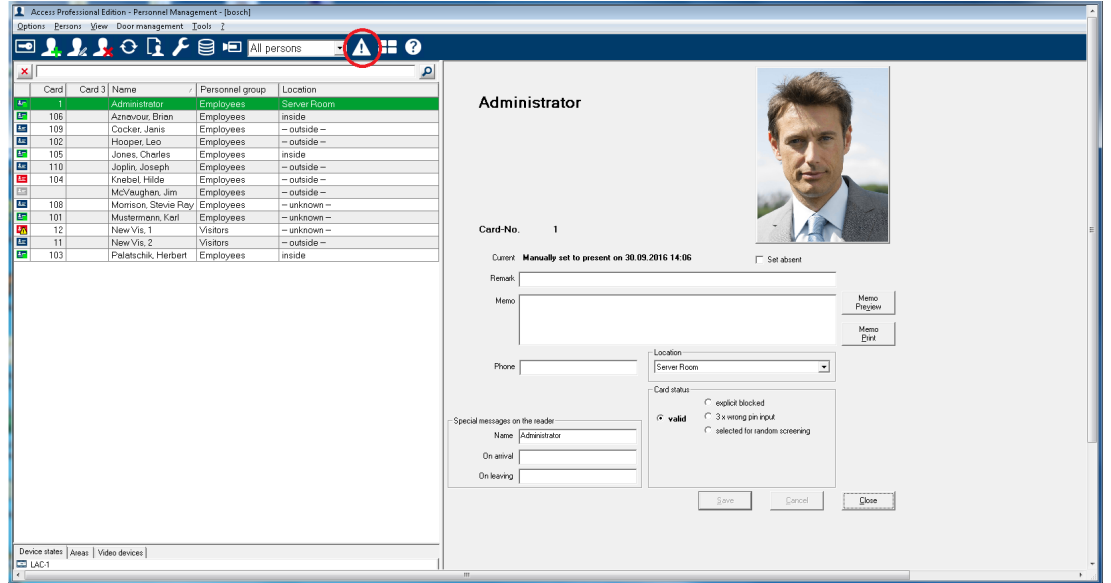 Access Professional Edition - Personnel Management - [bosch]
Options Persons View Door management Tools ?
All persons
Card Card 3 Name Personnel group Location
1 Administrator Employees Server Room
106 Aznavour, Brian Employees inside
109 Cocker, Janis Employees – outside –
102 Hooper, Leo Employees – outside –
105 Jones, Charles Employees inside
110 Joplin, Joseph Employees – outside –
104 Knebel, Hilde Employees – outside –
McVaughan, Jim Employees – outside –
108 Morrison, Stevie Ray Employees – unknown –
101 Mustermann, Karl Employees – unknown –
12 New Vis, 1 Visitors – unknown –
11 New Vis, 2 Visitors – outside –
103 Palatschik, Herbert Employees inside
Device states Areas Video devices
LAC-1
Administrator
Card-No. 1
Current Manually set to present on 30.09.2016 14:06
Set absent
Remark
Memo
Memo
Preview
Memo
Print
Phone
Location
Server Room
Card status
valid
explicit blocked
3 x wrong pin input
selected for random screening
Special messages on the reader
Name Administrator
On arrival
On leaving
Save Cancel Close